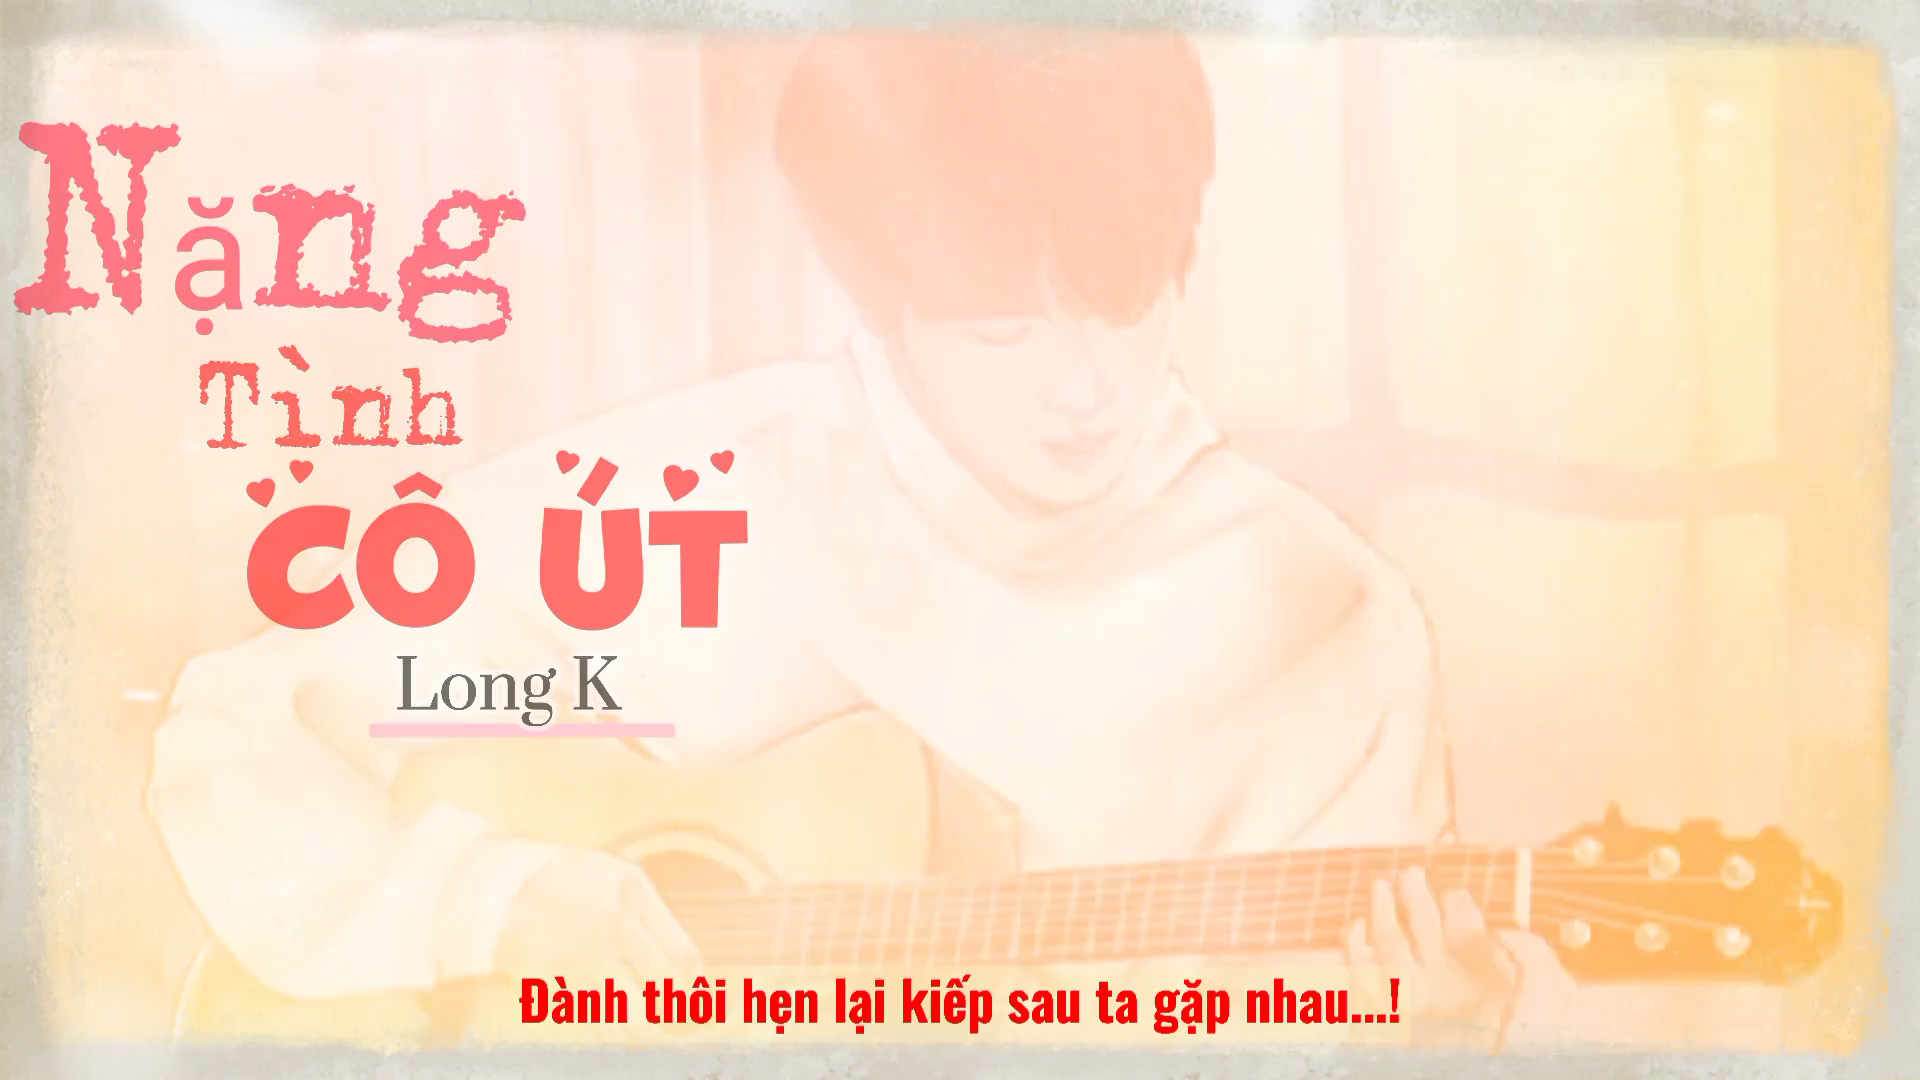 Nặng
Tình
CÔ ÚT
Long K
Đành thôi hẹn lại kiếp sau ta gặp nhau...!